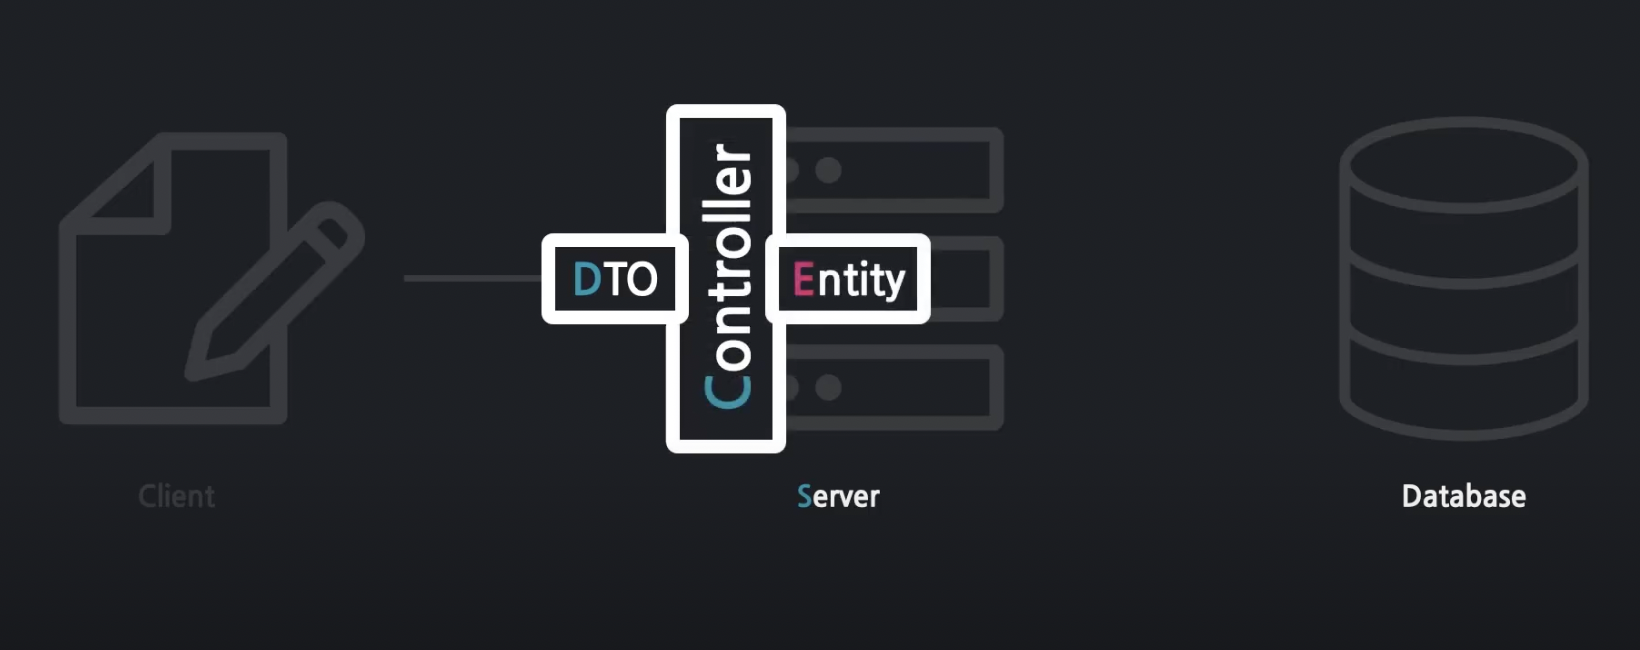 DTO
Controller
Entity
Client
Server
Database